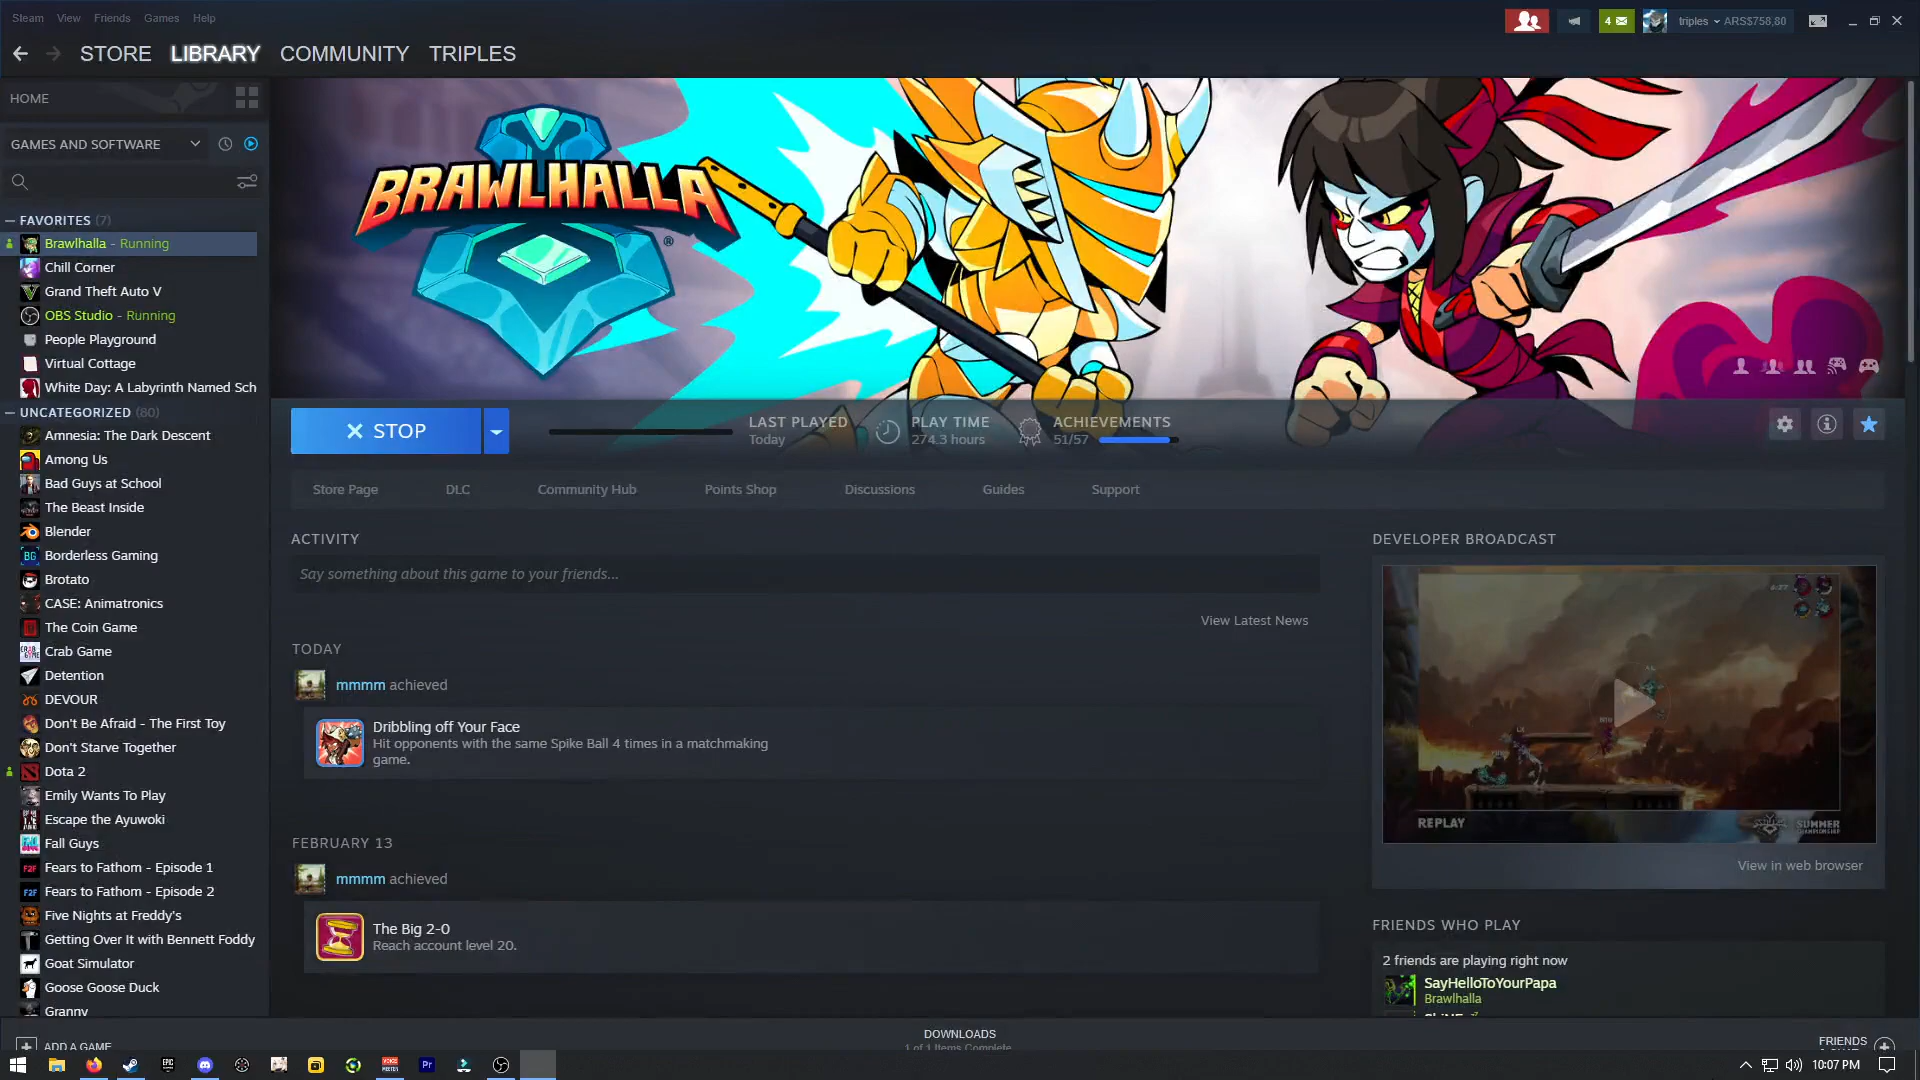 Steam View Friends Games Help
4 triples ARS$758,80
STORE LIBRARY COMMUNITY TRIPLES
HOME
GAMES AND SOFTWARE
FAVORITES (7)
Brawlhalla - Running
Chill Corner
Grand Theft Auto V
OBS Studio - Running
People Playground
Virtual Cottage
White Day: A Labyrinth Named Sch
UNCATEGORIZED (80)
Amnesia: The Dark Descent
Among Us
Bad Guys at School
The Beast Inside
Blender
BG Borderless Gaming
Brotato
CASE: Animatronics
The Coin Game
Crab Game
Detention
DEVOUR
Don't Be Afraid - The First Toy
Don't Starve Together
Dota 2
Emily Wants To Play
Escape the Ayuwoki
Fall Guys
F2F Fears to Fathom - Episode 1
F2F Fears to Fathom - Episode 2
Five Nights at Freddy's
Getting Over It with Bennett Foddy
Goat Simulator
Goose Goose Duck
Granny
ADD A GAME
BRAWLHALLA®
STOP
LAST PLAYED
Today
PLAY TIME
274.3 hours
ACHIEVEMENTS
51/57
Store Page DLC Community Hub Points Shop Discussions Guides Support
ACTIVITY
Say something about this game to your friends...
View Latest News
TODAY
mmmm achieved
Dribbling off Your Face
Hit opponents with the same Spike Ball 4 times in a matchmaking
game.
FEBRUARY 13
mmmm achieved
The Big 2-0
Reach account level 20.
DEVELOPER BROADCAST
REPLAY
SUMMER
CHAMPIONSHIP
View in web browser
FRIENDS WHO PLAY
2 friends are playing right now
SayHelloToYourPapa
Brawlhalla
DOWNLOADS
1 of 1 Items Complete
FRIENDS
EPIC
Pr
10:07 PM